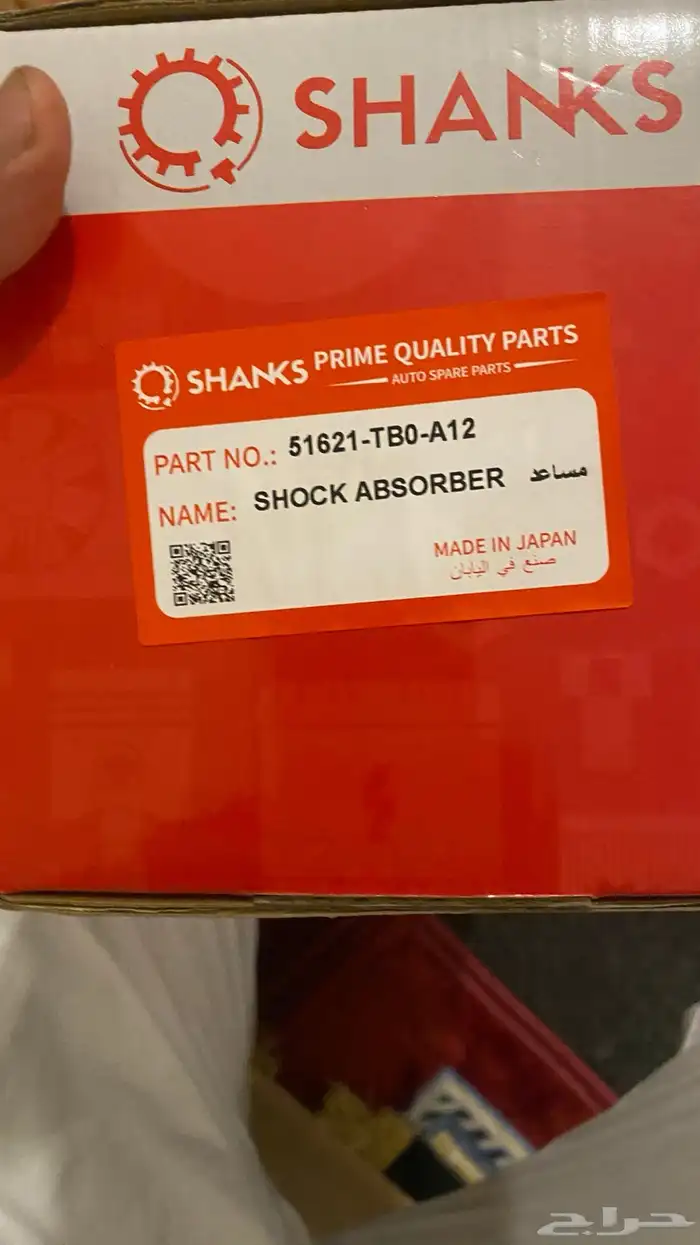 SHANKS
SHANKS PRIME QUALITY PARTS
AUTO SPARE PARTS
PART NO.: 51621-TB0-A12
NAME: SHOCK ABSORBER مساعد
MADE IN JAPAN
صنع في اليابان
حراج